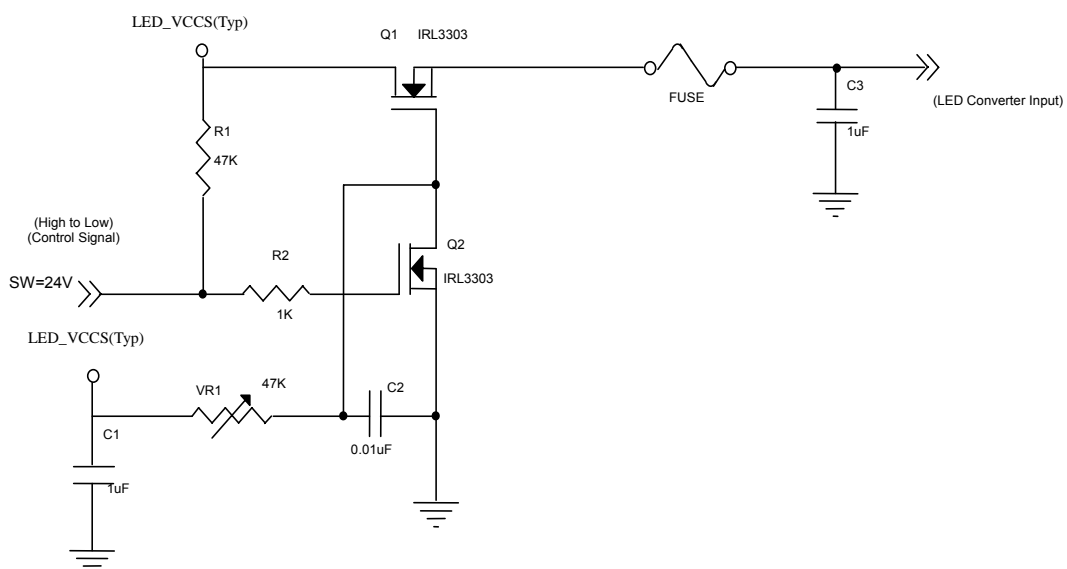 LED_VCCS(Typ)
Q1 IRL3303
R1
47K
FUSE
C3
1uF
(LED Converter Input)
(High to Low)
(Control Signal)
SW=24V
R2
1K
Q2
IRL3303
LED_VCCS(Typ)
VR1
47K
C2
0.01uF
C1
1uF